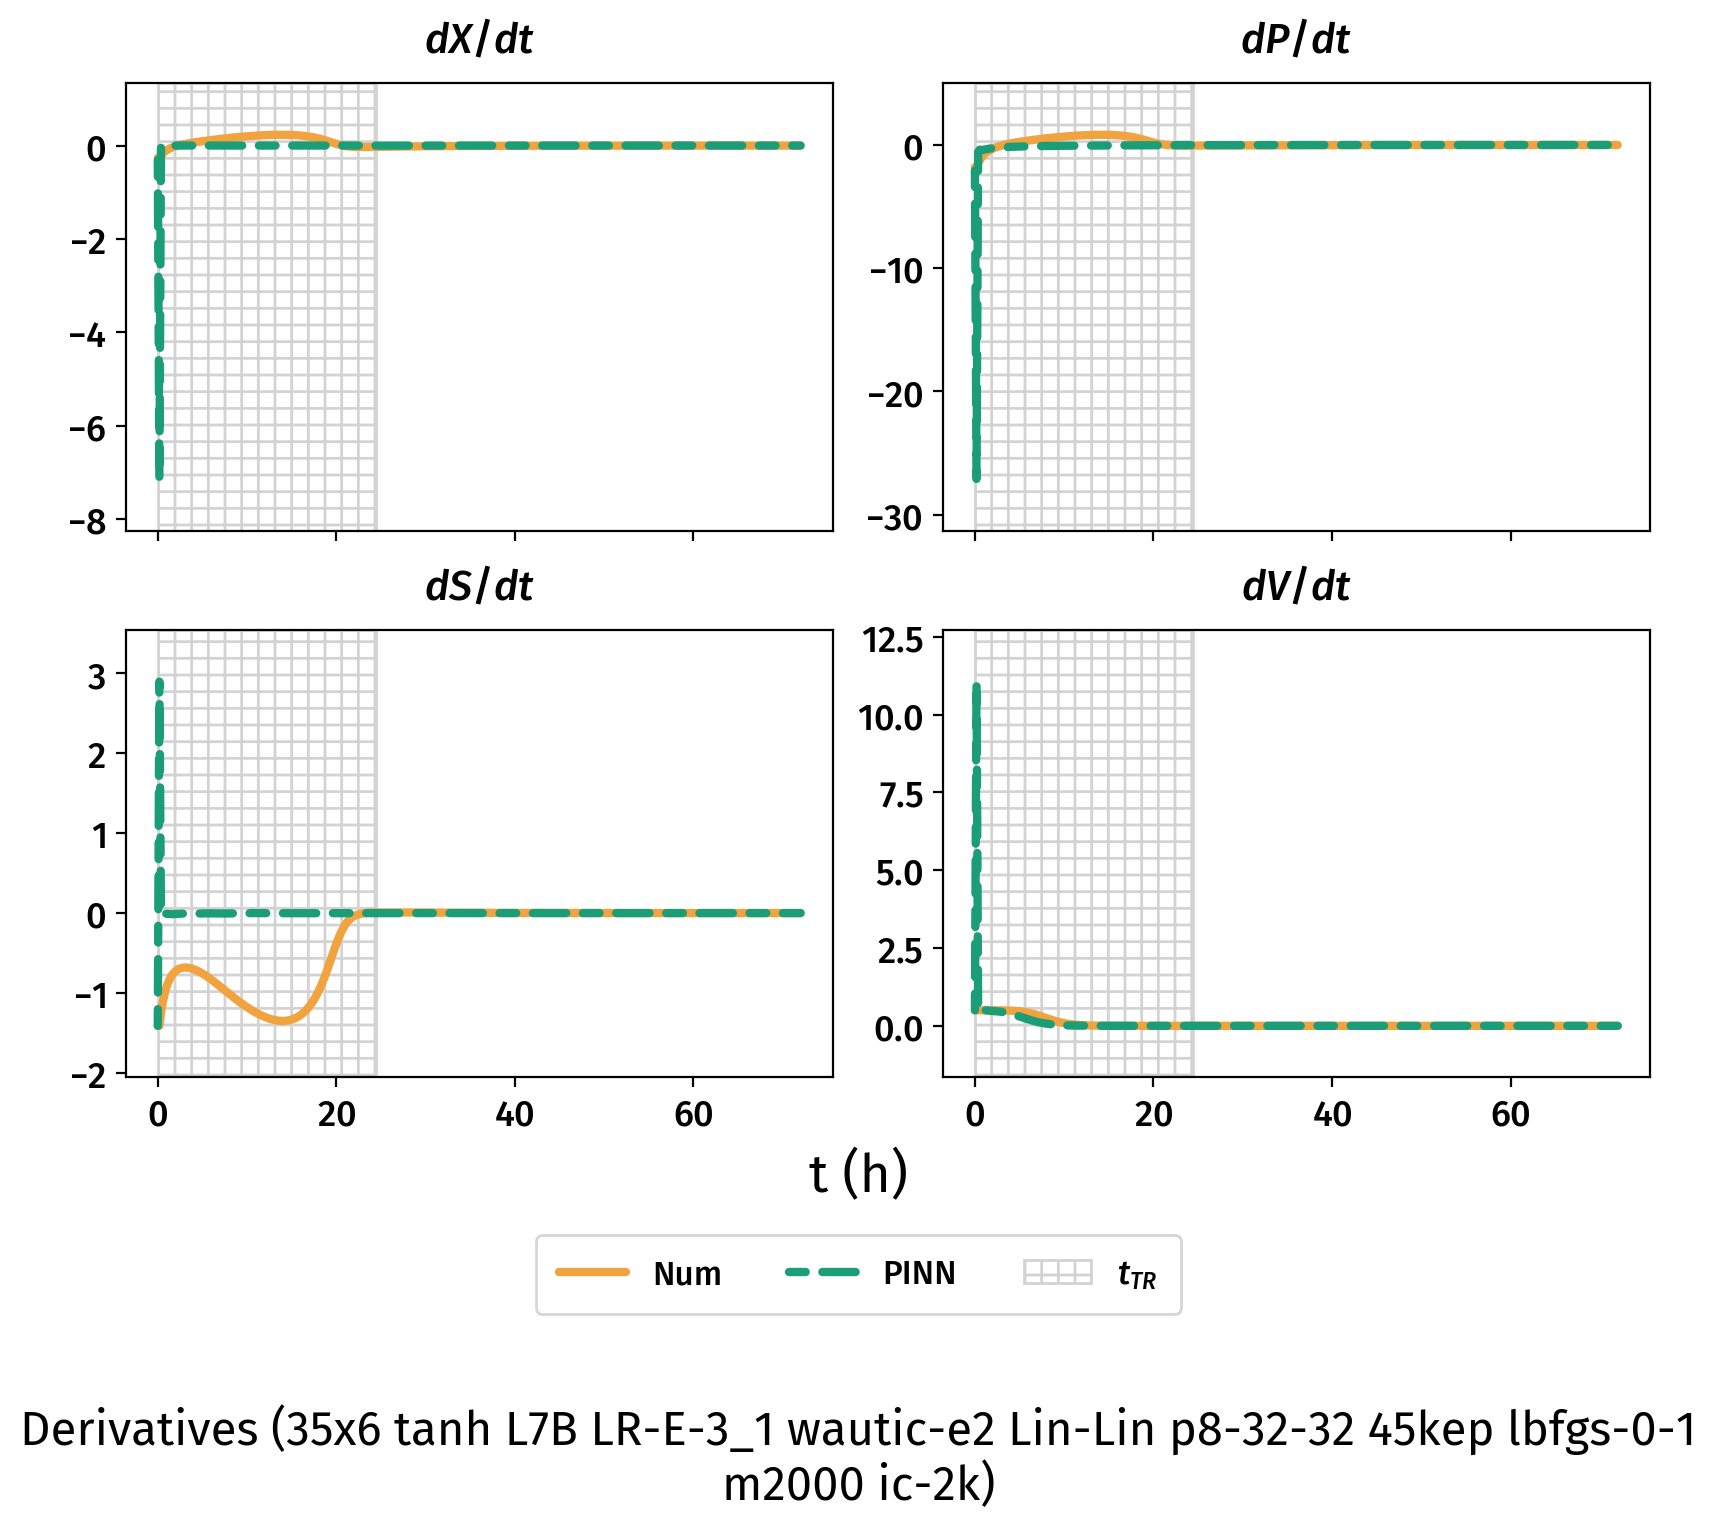 dX/dt
dP/dt
0
−2
−4
−6
−8
0
−10
−20
−30
dS/dt
dV/dt
3
2
1
0
−1
−2
12.5
10.0
7.5
5.0
2.5
0.0
0 20 40 60
0 20 40 60
t (h)
Num PINN tTR
Derivatives (35x6 tanh L7B LR-E-3_1 wautic-e2 Lin-Lin p8-32-32 45kep lbfgs-0-1
m2000 ic-2k)